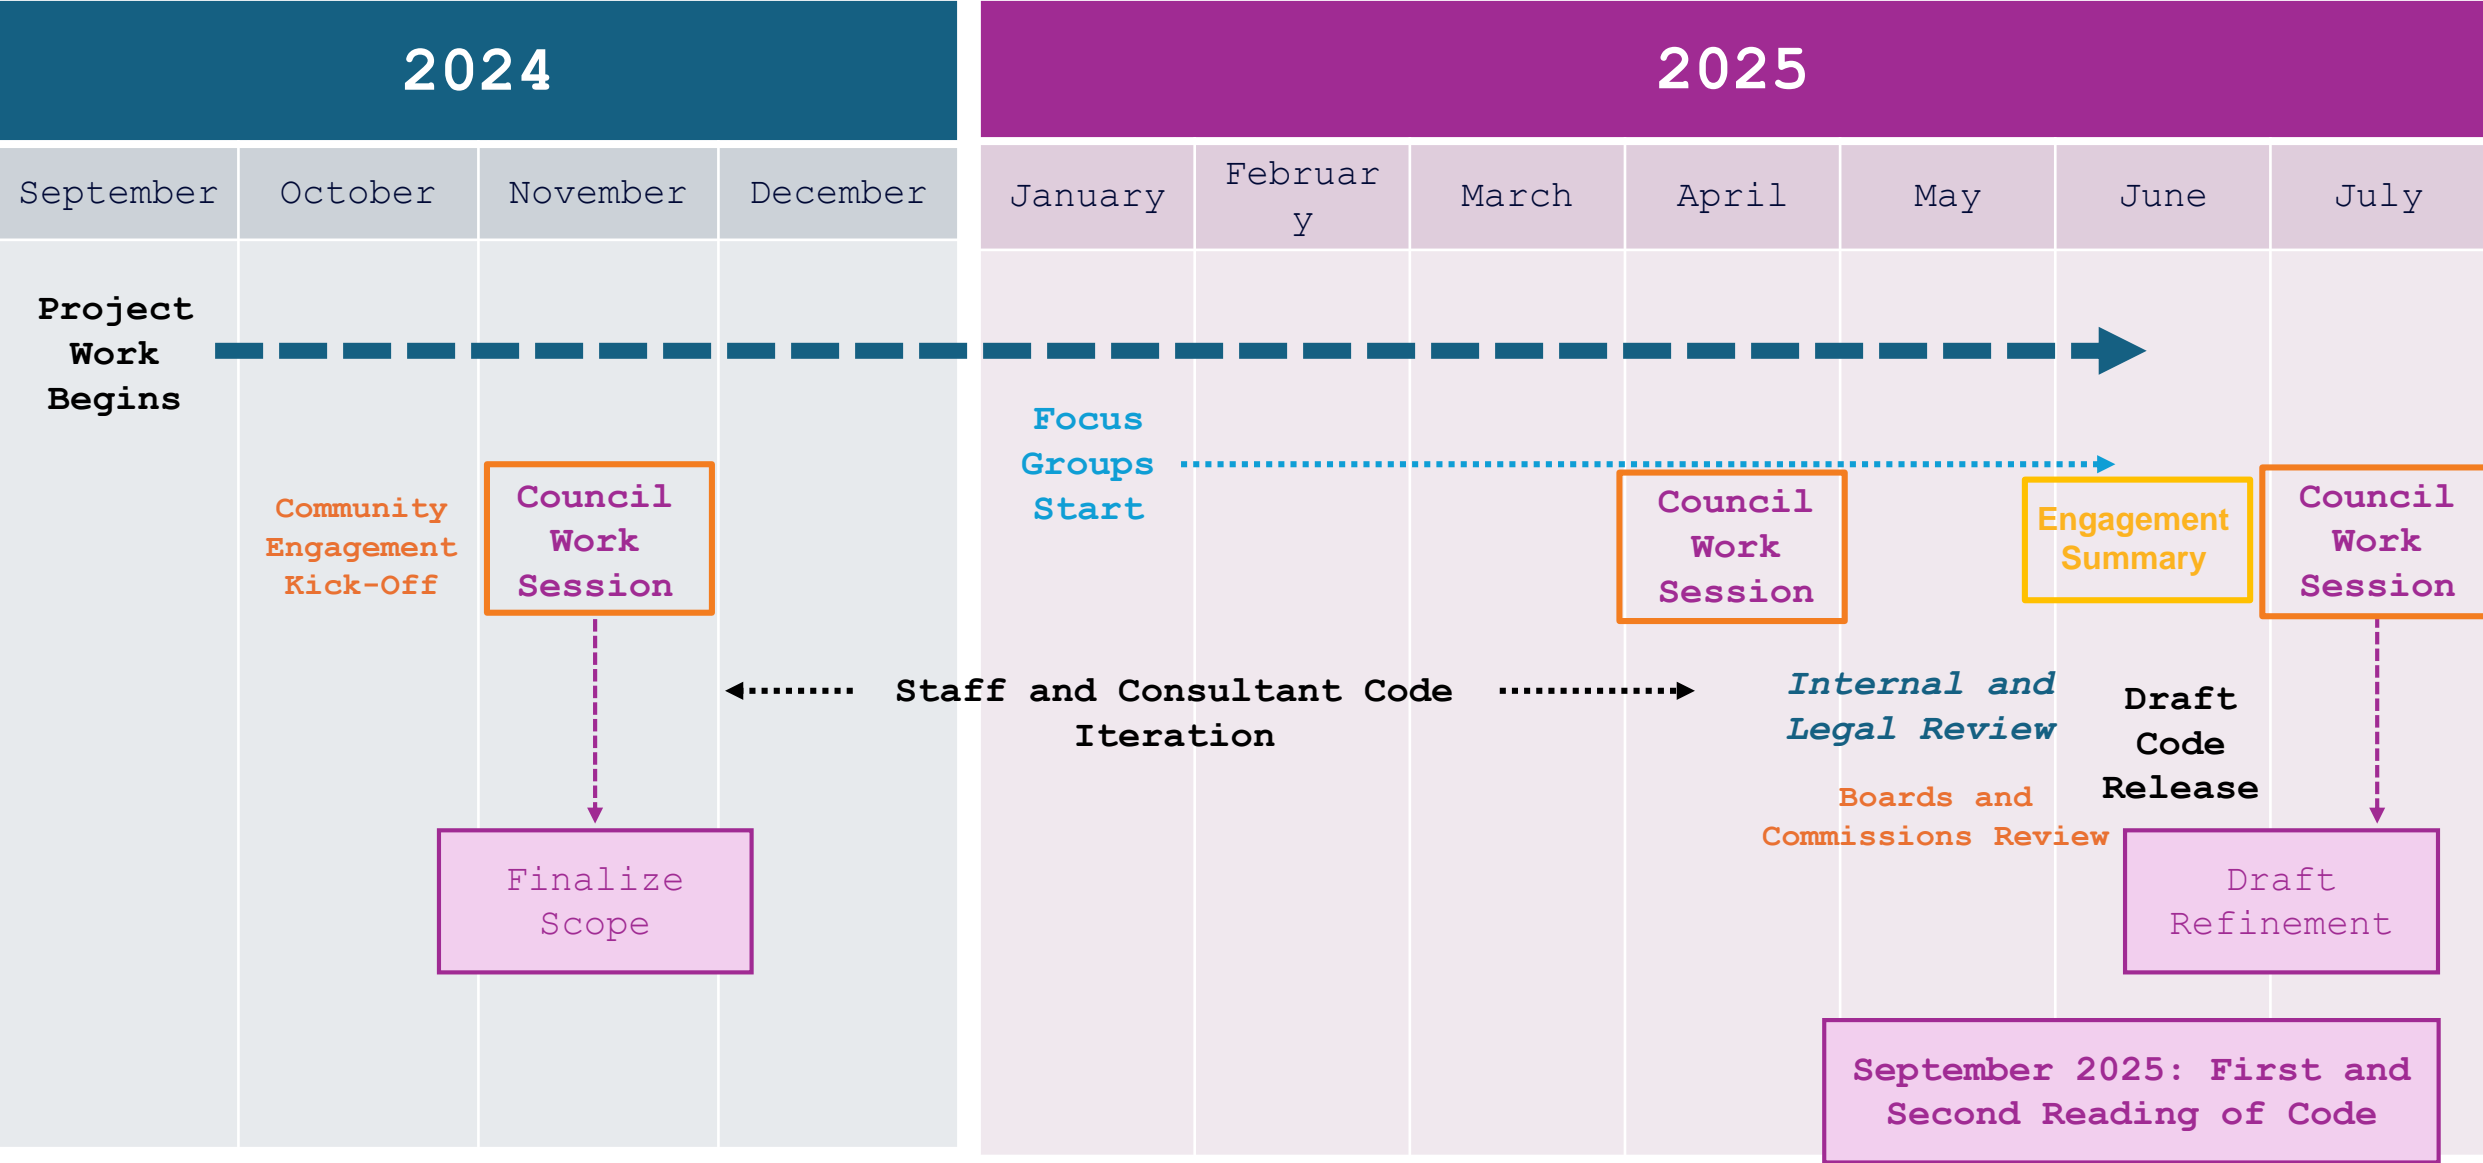 2024
2025
September
October
November
December
January
Februar
y
March
April
May
June
July
Project
Work
Begins
Focus
Groups
Start
Community
Engagement
Kick-Off
Council
Work
Session
Council
Work
Session
Engagement
Summary
Council
Work
Session
Staff and Consultant Code
Iteration
Internal and
Legal Review
Draft
Code
Release
Boards and
Commissions Review
Finalize
Scope
Draft
Refinement
September 2025: First and
Second Reading of Code